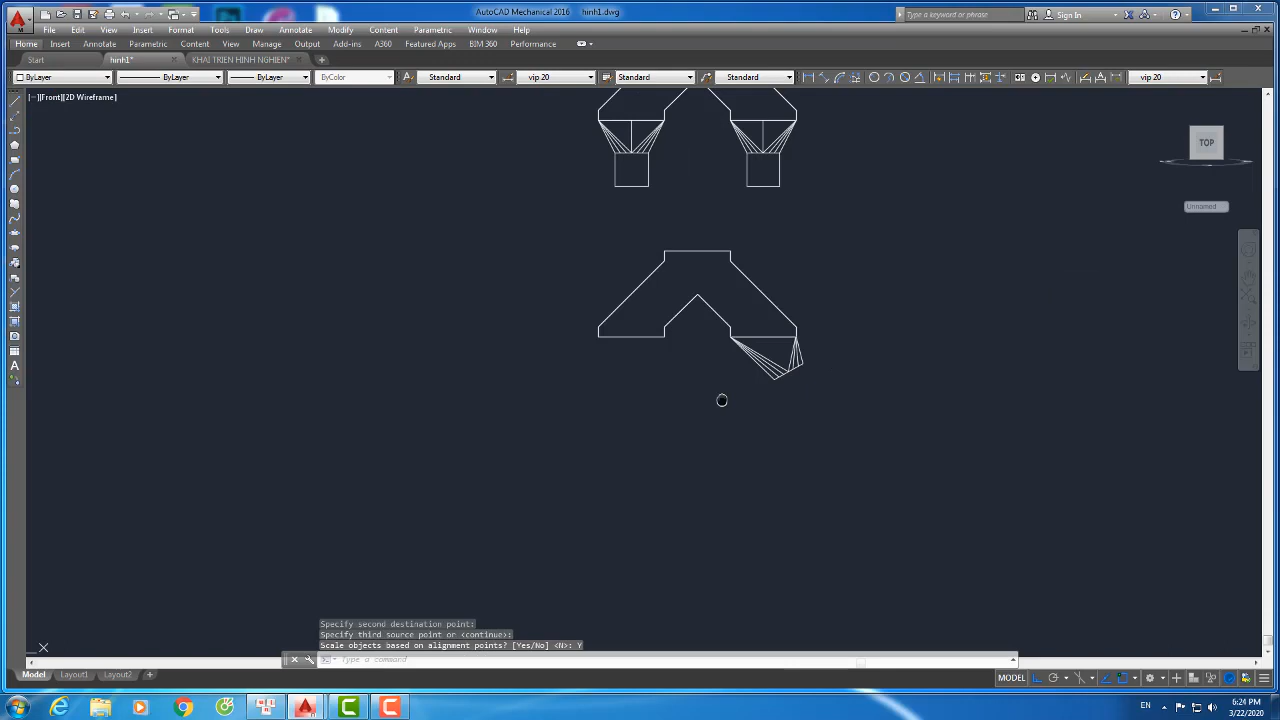 AutoCAD Mechanical 2016 hinh1.dwg
Type a keyword or phrase
Sign In
M
File Edit View Insert Format Tools Draw Annotate Modify Content Parametric Window Help
Home Insert Annotate Parametric Content View Manage Output Add-ins A360 Featured Apps BIM 360 Performance
Start hinh1* KHAI TRIEN HINH NGHIEN*
ByLayer ByLayer ByLayer ByColor Standard vip 20 Standard Standard vip 20
[−][Front][2D Wireframe]
TOP
Unnamed
Specify second destination point:
Specify third source point or <continue>:
Scale objects based on alignment points? [Yes/No] <N>: Y
Type a command
Model Layout1 Layout2
MODEL
EN
6:24 PM
3/22/2020